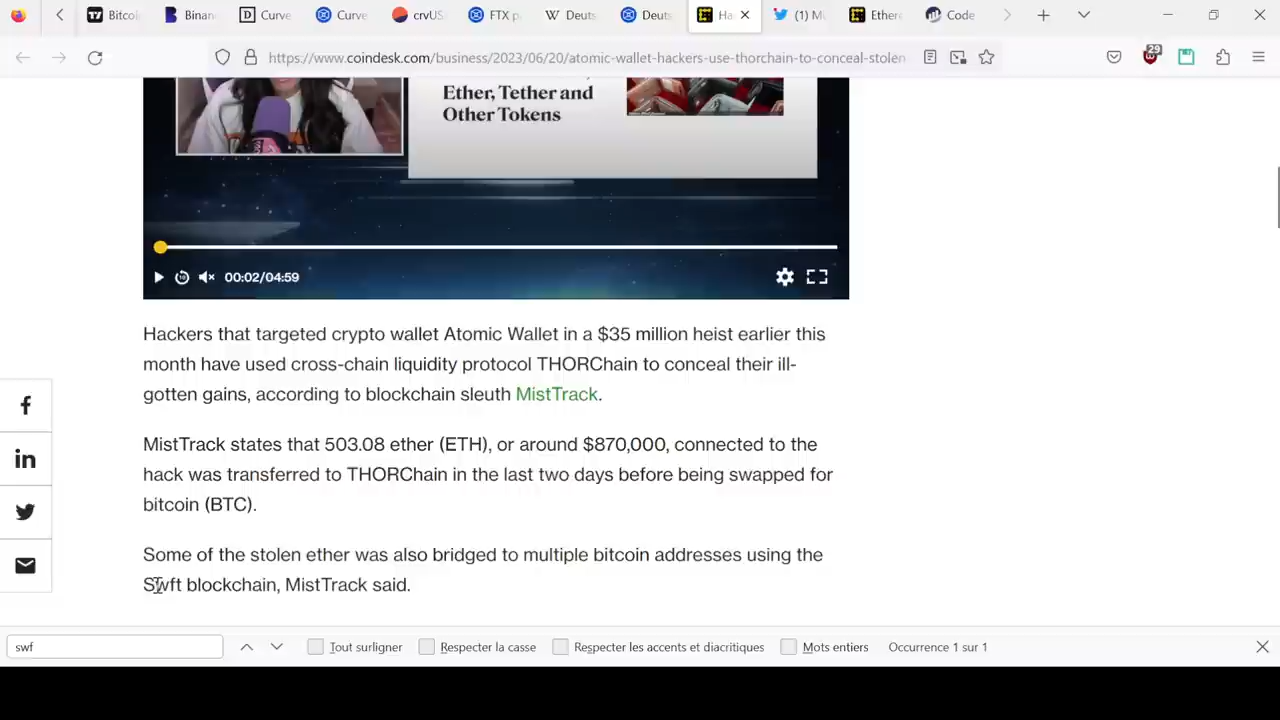 Bitcoi
Binan
Curve
Curve
crvUS
FTX p
Deuts
Deuts
Ha
(1) M
Ethere
Code
https://www.coindesk.com/business/2023/06/20/atomic-wallet-hackers-use-thorchain-to-conceal-stolen
29
Ether, Tether and
Other Tokens
00:02/04:59
Hackers that targeted crypto wallet Atomic Wallet in a $35 million heist earlier this
month have used cross-chain liquidity protocol THORChain to conceal their ill-
gotten gains, according to blockchain sleuth MistTrack.
MistTrack states that 503.08 ether (ETH), or around $870,000, connected to the
hack was transferred to THORChain in the last two days before being swapped for
bitcoin (BTC).
Some of the stolen ether was also bridged to multiple bitcoin addresses using the
Swft blockchain, MistTrack said.
swf
Tout surligner
Respecter la casse
Respecter les accents et diacritiques
Mots entiers
Occurrence 1 sur 1